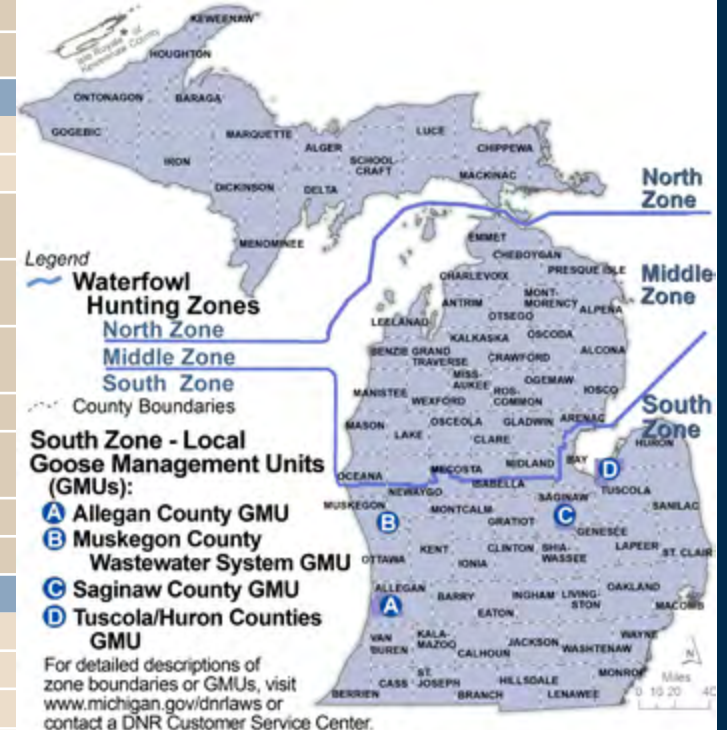 KEWEENAW
Isle Royale of
Keweenaw County
HOUGHTON
ONTONAGON
BARAGA
GOGEBIC
MARQUETTE
LUCE
ALGER
CHIPPEWA
SCHOOL-
CRAFT
IRON
MACKINAC
DICKINSON
DELTA
North
Zone
MENOMINEE
EMMET
CHEBOYGAN
Legend
Waterfowl
Hunting Zones
North Zone
Middle Zone
South Zone
County Boundaries
CHARLEVOIX
PRESQUE ISLE
Middle
Zone
ANTRIM
MONT-
MORENCY
OTSEGO
ALPENA
LEELANAU
KALKASKA
OSCODA
BENZIE
GRAND
TRAVERSE
CRAWFORD
ALCONA
MISS-
AUKEE
OGEMAW
MANISTEE
WEXFORD
ROS-
COMMON
IOSCO
South
Zone
MASON
LAKE
OSCEOLA
CLARE
GLADWIN
ARENAC
HURON
OCEANA
MECOSTA
MIDLAND
BAY
D
NEWAYGO
ISABELLA
TUSCOLA
MUSKEGON
MONTCALM
SAGINAW
SANILAC
B
GRATIOT
C
GENESEE
OTTAWA
KENT
IONIA
CLINTON
SHIA-
WASSEE
LAPEER
ST. CLAIR
ALLEGAN
A
BARRY
EATON
INGHAM
LIVING-
STON
OAKLAND
MACOMB
VAN
BUREN
KALA-
MAZOO
CALHOUN
JACKSON
WASHTENAW
WAYNE
BERRIEN
CASS
ST.
JOSEPH
BRANCH
HILLSDALE
LENAWEE
MONROE
N
Miles
0 10 20 40
South Zone - Local
Goose Management Units
(GMUs):
A Allegan County GMU
B Muskegon County
Wastewater System GMU
C Saginaw County GMU
D Tuscola/Huron Counties
GMU
For detailed descriptions of
zone boundaries or GMUs, visit
www.michigan.gov/dnrlaws or
contact a DNR Customer Service Center.